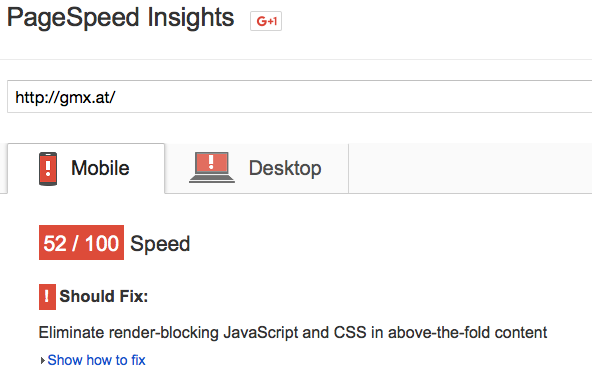 PageSpeed Insights G+1
http://gmx.at/
! Mobile ! Desktop
52 / 100 Speed
! Should Fix:
Eliminate render-blocking JavaScript and CSS in above-the-fold content
Show how to fix